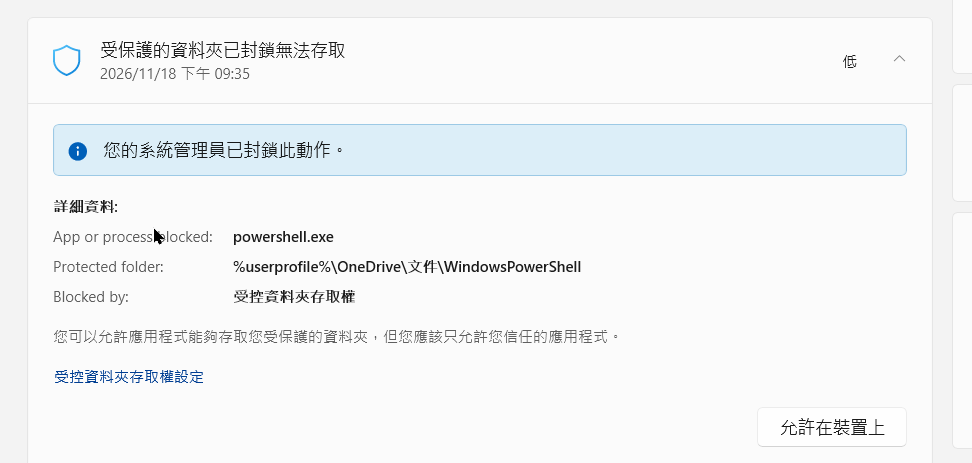 受保護的資料夾已封鎖無法存取
2026/11/18 下午 09:35
低
您的系統管理員已封鎖此動作。
詳細資料:
App or process blocked: powershell.exe
Protected folder: %userprofile%\OneDrive\文件\WindowsPowerShell
Blocked by: 受控資料夾存取權
您可以允許應用程式能夠存取您受保護的資料夾，但您應該只允許您信任的應用程式。
受控資料夾存取權設定
允許在裝置上